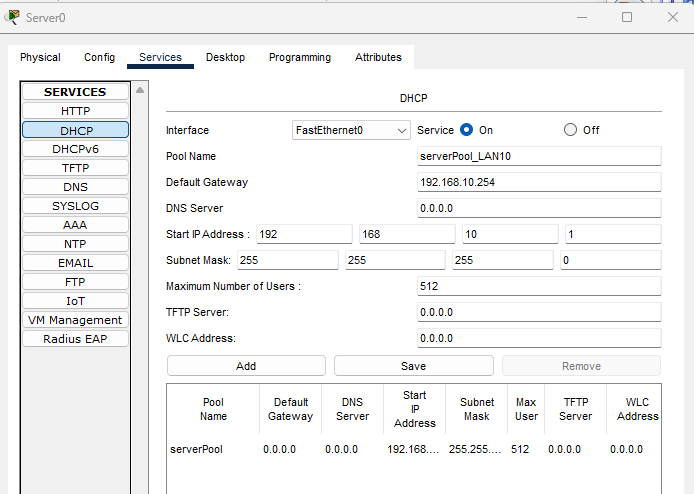 Server0
Physical Config Services Desktop Programming Attributes
SERVICES
HTTP
DHCP
DHCPv6
TFTP
DNS
SYSLOG
AAA
NTP
EMAIL
FTP
IoT
VM Management
Radius EAP
DHCP
Interface FastEthernet0 Service On Off
Pool Name serverPool_LAN10
Default Gateway 192.168.10.254
DNS Server 0.0.0.0
Start IP Address : 192 168 10 1
Subnet Mask: 255 255 255 0
Maximum Number of Users : 512
TFTP Server: 0.0.0.0
WLC Address: 0.0.0.0
Add Save Remove
Pool Name Default Gateway DNS Server Start IP Address Subnet Mask Max User TFTP Server WLC Address
serverPool 0.0.0.0 0.0.0.0 192.168.... 255.255.... 512 0.0.0.0 0.0.0.0